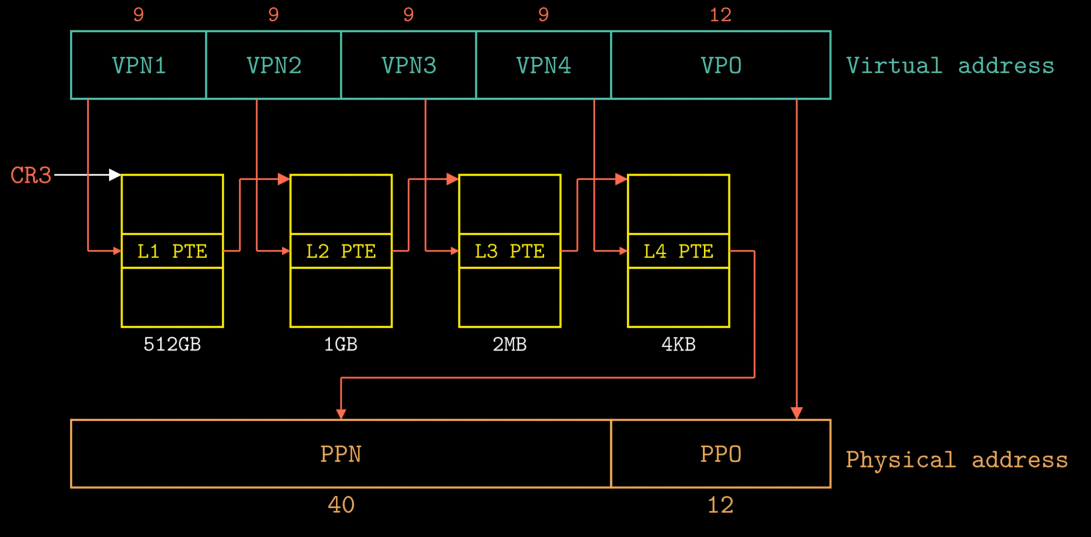 9 9 9 9 12
VPN1 VPN2 VPN3 VPN4 VPO Virtual address
CR3
L1 PTE L2 PTE L3 PTE L4 PTE
512GB 1GB 2MB 4KB
PPN PPO Physical address
40 12